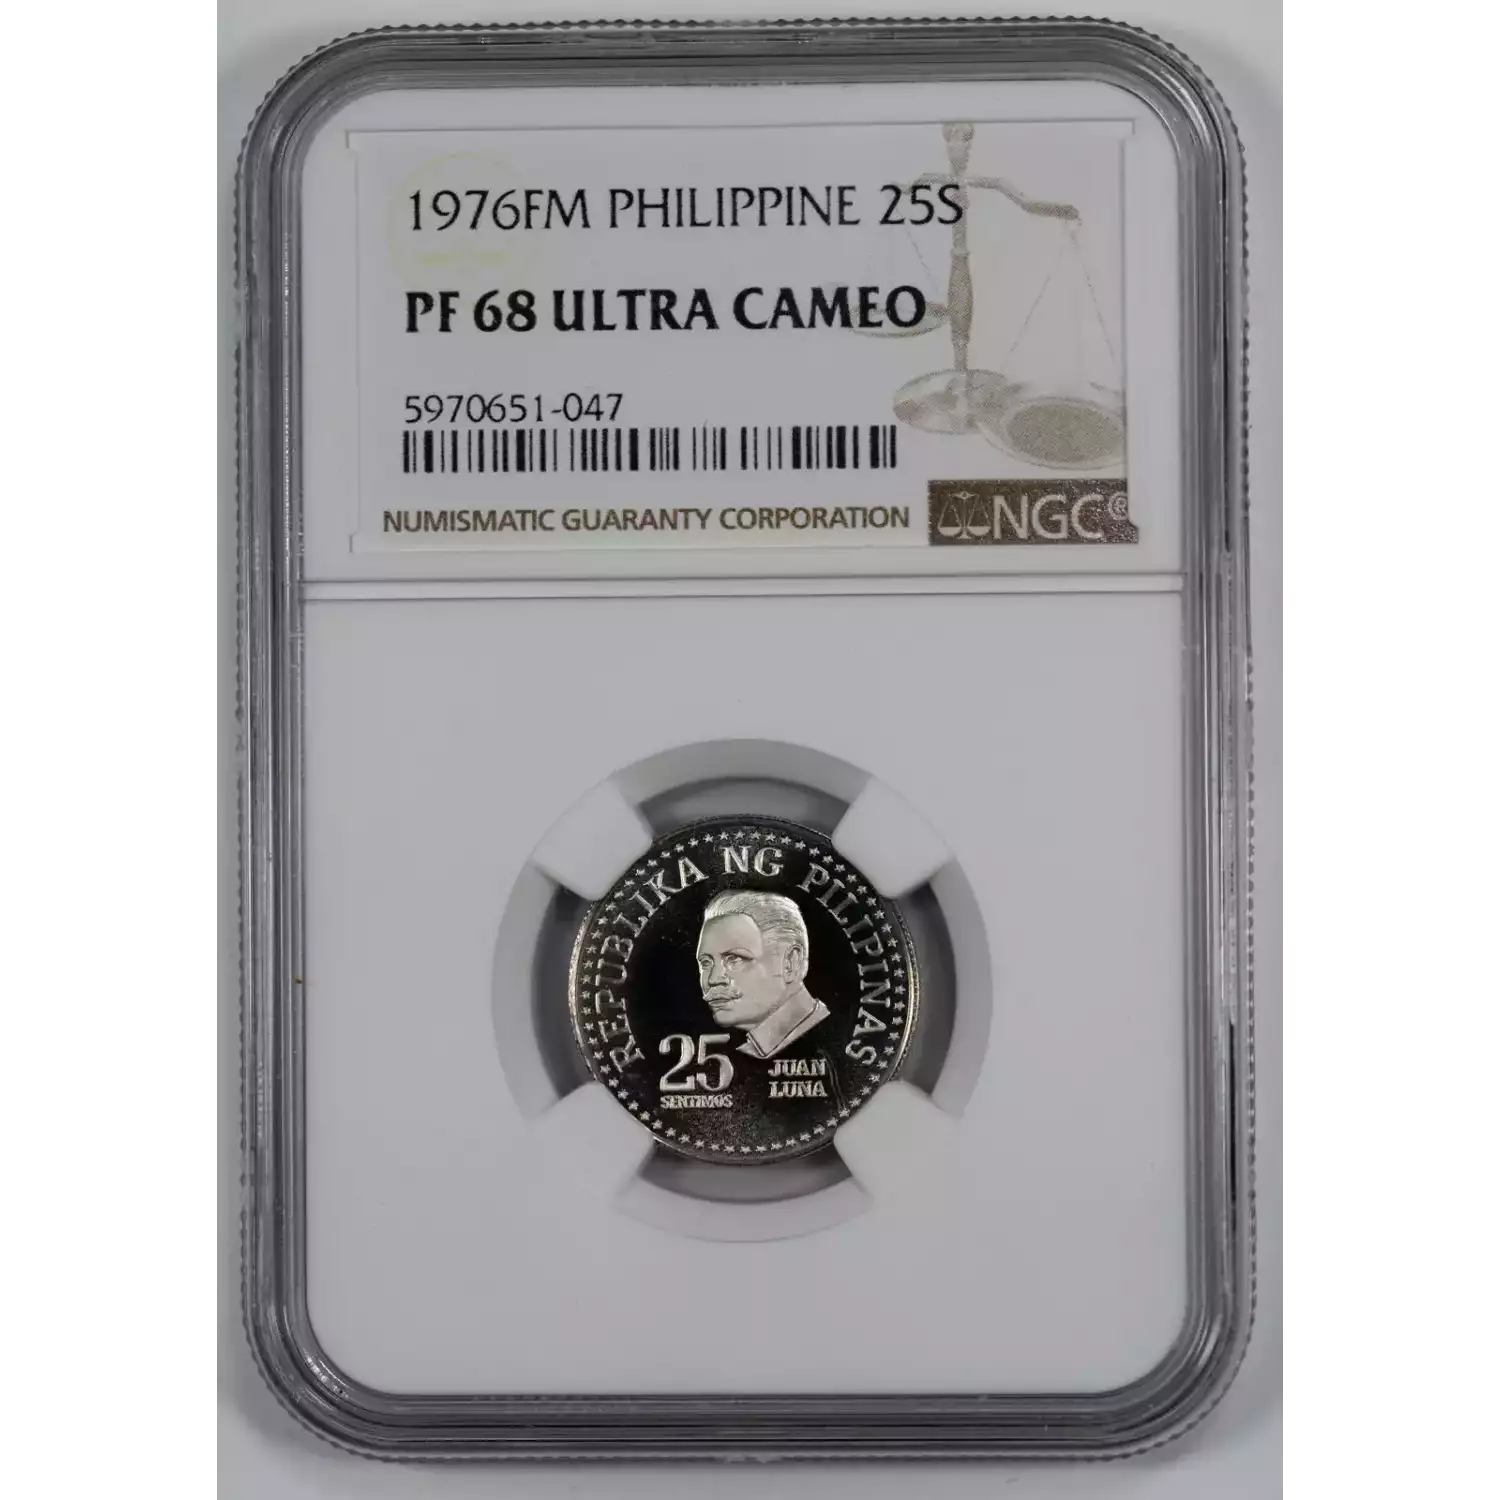 1976FM PHILIPPINE 25S
PF 68 ULTRA CAMEO
5970651-047
NUMISMATIC GUARANTY CORPORATION
NGC®
REPUBLIKA NG PILIPINAS
25
SENTIMOS
JUAN
LUNA